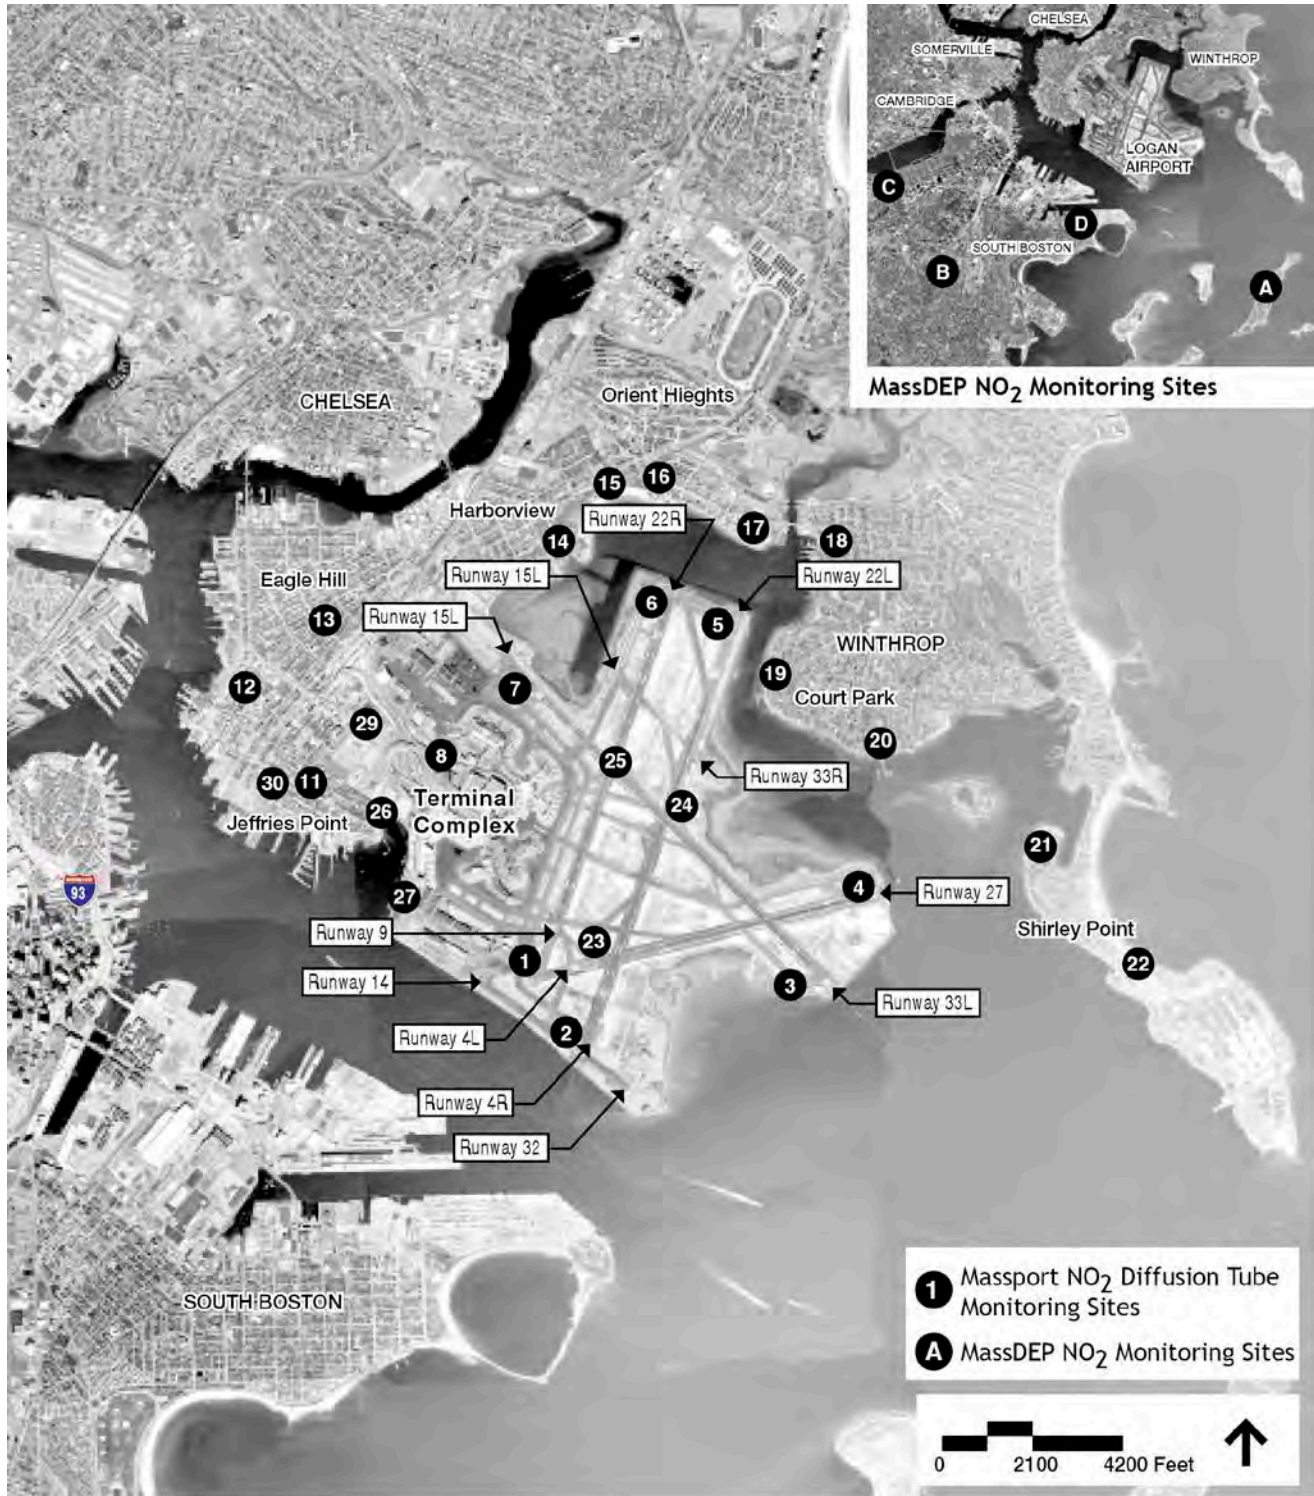 CHELSEA
SOMERVILLE
WINTHROP
CAMBRIDGE
LOGAN
AIRPORT
C
D
SOUTH BOSTON
B
A
MassDEP NO2 Monitoring Sites
CHELSEA
Orient Hieghts
15
16
Harborview
Runway 22R
17
14
18
Eagle Hill
Runway 15L
Runway 22L
6
13
Runway 15L
5
WINTHROP
19
12
7
Court Park
29
8
20
25
Runway 33R
30
11
Terminal
Complex
24
26
Jeffries Point
21
93
27
4
Runway 27
Runway 9
23
Shirley Point
1
22
Runway 14
3
Runway 33L
2
Runway 4L
Runway 4R
Runway 32
SOUTH BOSTON
1 Massport NO2 Diffusion Tube
Monitoring Sites
A MassDEP NO2 Monitoring Sites
0 2100 4200 Feet